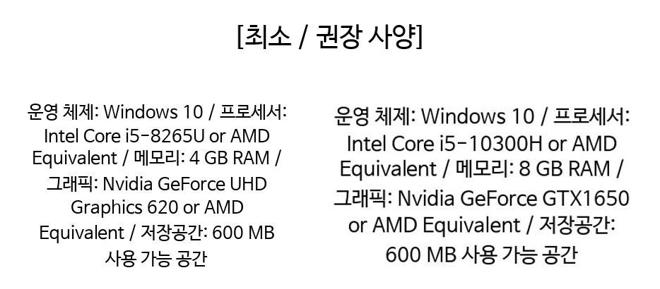 [최소 / 권장 사양]
운영 체제: Windows 10 / 프로세서:
Intel Core i5-8265U or AMD
Equivalent / 메모리: 4 GB RAM /
그래픽: Nvidia GeForce UHD
Graphics 620 or AMD
Equivalent / 저장공간: 600 MB
사용 가능 공간
운영 체제: Windows 10 / 프로세서:
Intel Core i5-10300H or AMD
Equivalent / 메모리: 8 GB RAM /
그래픽: Nvidia GeForce GTX1650
or AMD Equivalent / 저장공간:
600 MB 사용 가능 공간